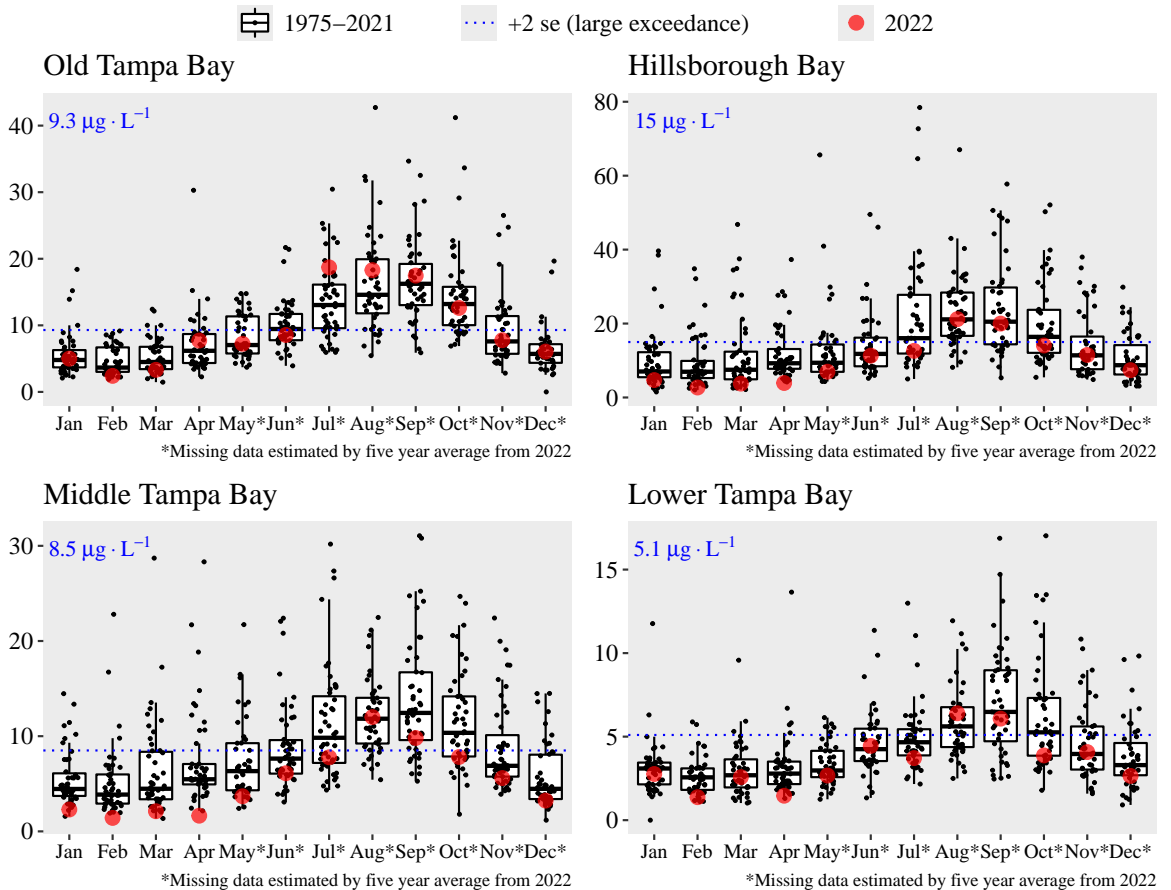 1975–2021 +2 se (large exceedance) 2022
Old Tampa Bay
9.3 μg · L⁻¹
40
30
20
10
0
Jan Feb Mar Apr May* Jun* Jul* Aug* Sep* Oct* Nov* Dec*
*Missing data estimated by five year average from 2022
Hillsborough Bay
15 μg · L⁻¹
80
60
40
20
0
Jan Feb Mar Apr May* Jun* Jul* Aug* Sep* Oct* Nov* Dec*
*Missing data estimated by five year average from 2022
Middle Tampa Bay
8.5 μg · L⁻¹
30
20
10
0
Jan Feb Mar Apr May* Jun* Jul* Aug* Sep* Oct* Nov* Dec*
*Missing data estimated by five year average from 2022
Lower Tampa Bay
5.1 μg · L⁻¹
15
10
5
0
Jan Feb Mar Apr May* Jun* Jul* Aug* Sep* Oct* Nov* Dec*
*Missing data estimated by five year average from 2022